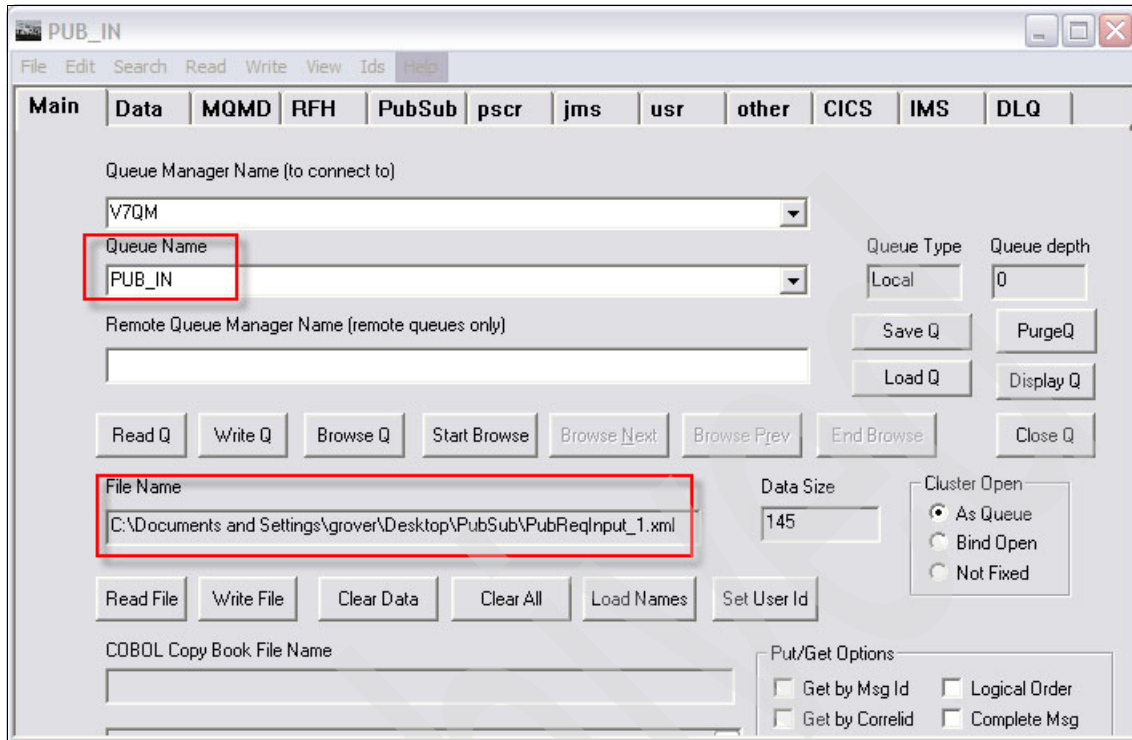 PUB_IN
File Edit Search Read Write View Ids Help
Main Data MQMD RFH PubSub pscr jms usr other CICS IMS DLQ
Queue Manager Name (to connect to)
V7QM
Queue Name
Queue Type Queue depth
PUB_IN
Local 0
Remote Queue Manager Name (remote queues only)
Save Q PurgeQ
Load Q Display Q
Read Q Write Q Browse Q Start Browse Browse Next Browse Prev End Browse Close Q
File Name
Data Size
Cluster Open
C:\Documents and Settings\grover\Desktop\PubSub\PubReqInput_1.xml
145
As Queue
Bind Open
Not Fixed
Read File Write File Clear Data Clear All Load Names Set User Id
COBOL Copy Book File Name
Put/Get Options
Get by Msg Id Logical Order
Get by Correlid Complete Msg